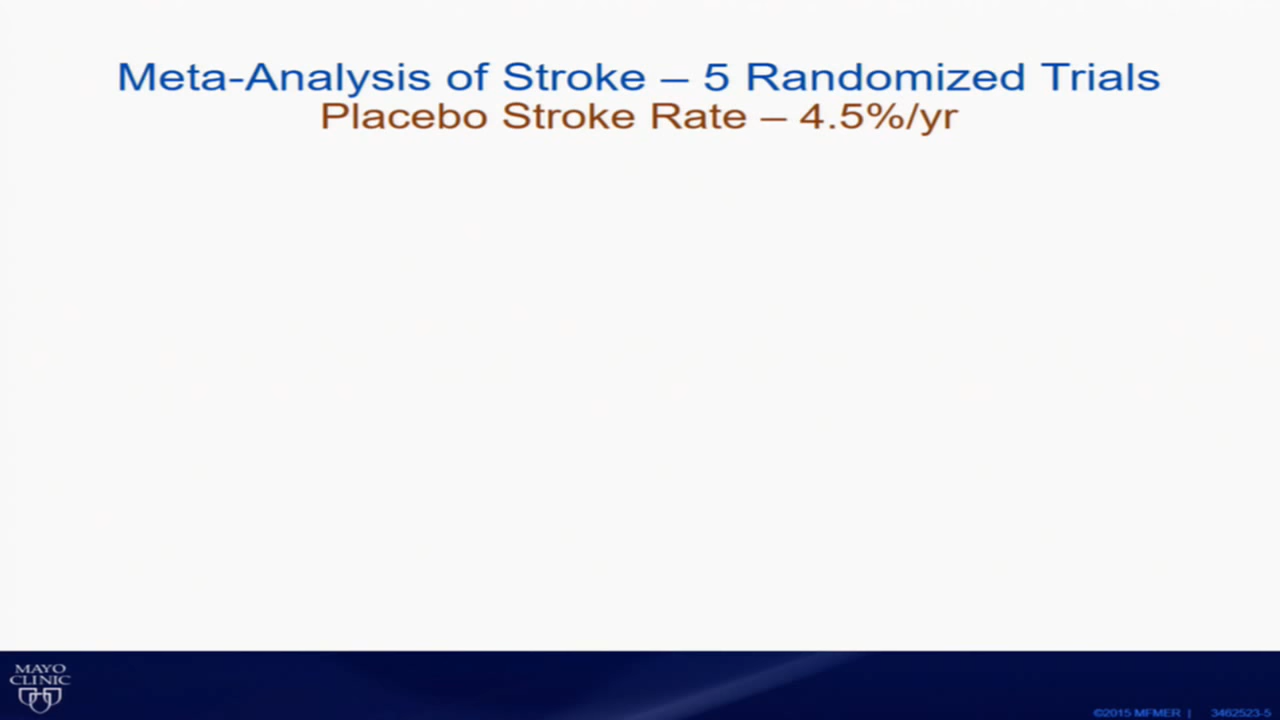 Meta-Analysis of Stroke – 5 Randomized Trials
Placebo Stroke Rate – 4.5%/yr
MAYO
CLINIC
©2015 MFMER | 3462523-5